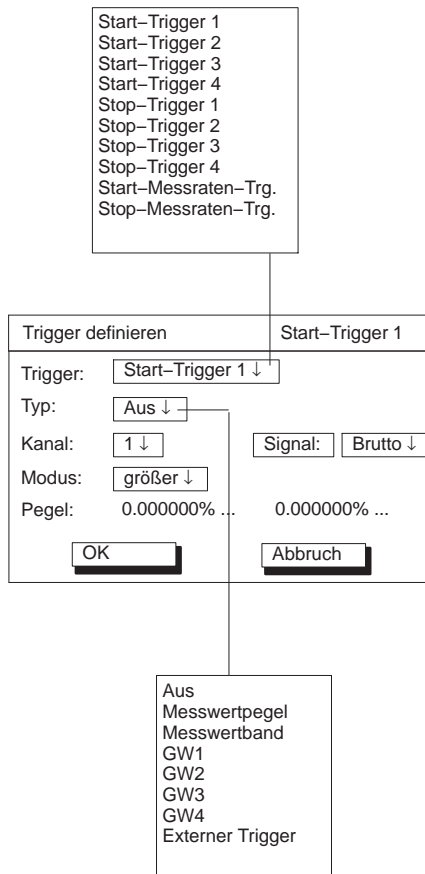 Start–Trigger 1
Start–Trigger 2
Start–Trigger 3
Start–Trigger 4
Stop–Trigger 1
Stop–Trigger 2
Stop–Trigger 3
Stop–Trigger 4
Start–Messraten–Trg.
Stop–Messraten–Trg.
Trigger definieren Start–Trigger 1
Trigger: Start–Trigger 1 ↓
Typ: Aus ↓
Kanal: 1 ↓ Signal: Brutto ↓
Modus: größer ↓
Pegel: 0.000000% ... 0.000000% ...
OK Abbruch
Aus
Messwertpegel
Messwertband
GW1
GW2
GW3
GW4
Externer Trigger